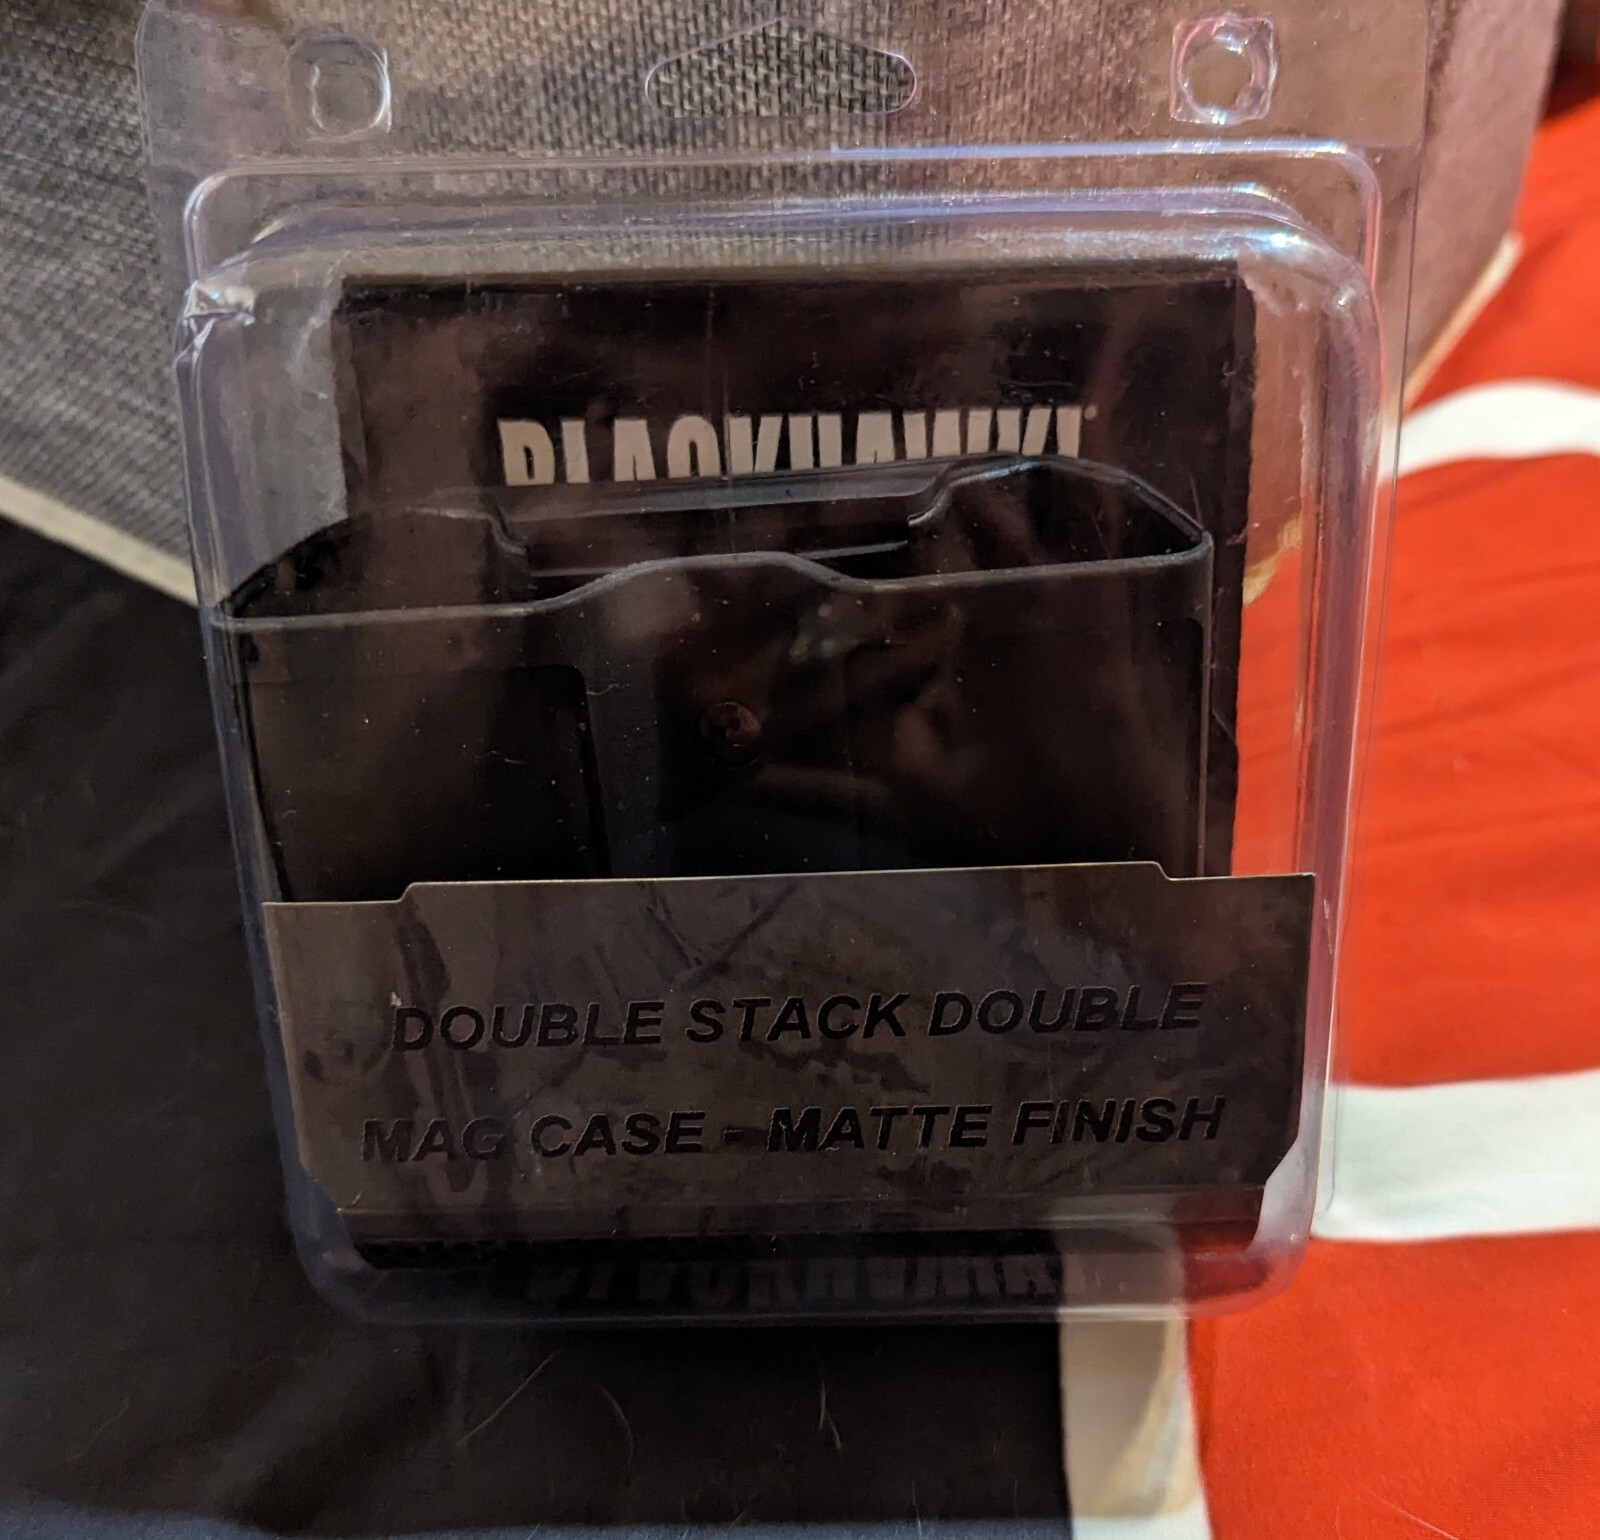 BLACKHAWK!
DOUBLE STACK DOUBLE
MAG CASE - MATTE FINISH